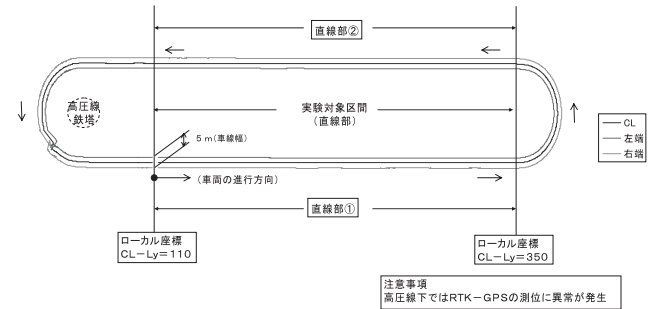 直線部②
高圧線
鉄塔
実験対象区間
(直線部)
5 m(車線幅)
(車両の進行方向)
CL
左端
右端
直線部①
ローカル座標
CL－Ly＝110
ローカル座標
CL－Ly＝350
注意事項
高圧線下ではRTK－GPSの測位に異常が発生